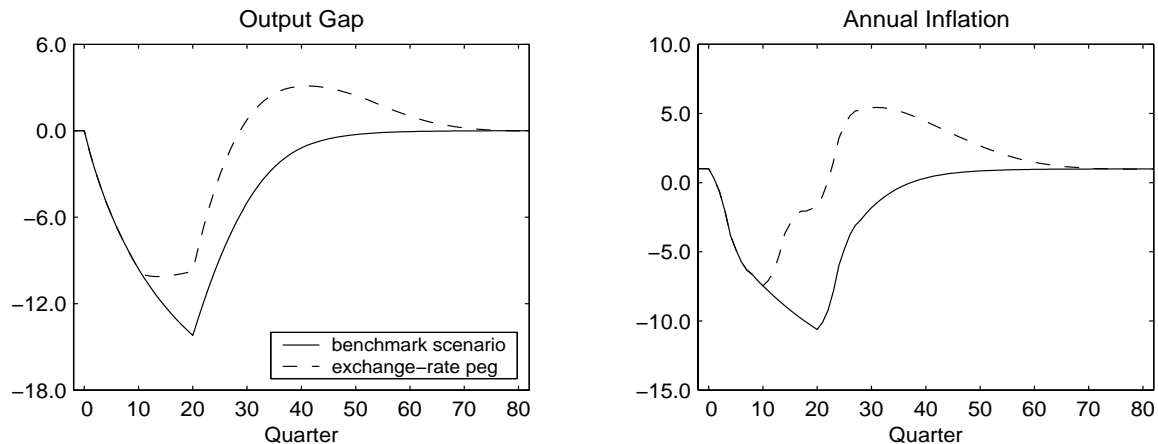 Output Gap
6.0
0.0
−6.0
−12.0
−18.0
0 10 20 30 40 50 60 70 80
Quarter
benchmark scenario
exchange−rate peg
Annual Inflation
10.0
5.0
0.0
−5.0
−10.0
−15.0
0 10 20 30 40 50 60 70 80
Quarter